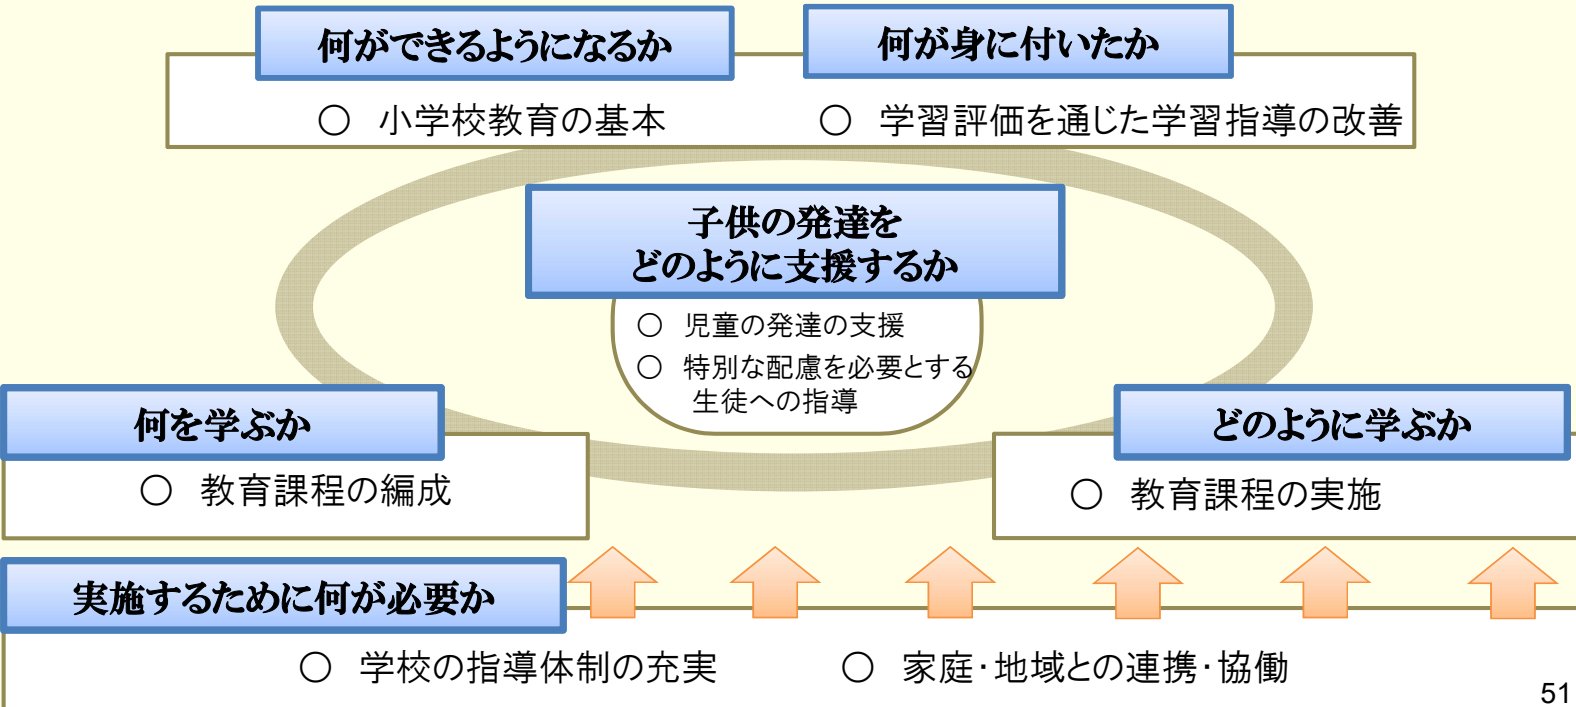 何ができるようになるか
何が身に付いたか
○ 小学校教育の基本
○ 学習評価を通じた学習指導の改善
子供の発達を
どのように支援するか
○ 児童の発達の支援
○ 特別な配慮を必要とする
生徒への指導
何を学ぶか
○ 教育課程の編成
どのように学ぶか
○ 教育課程の実施
実施するために何が必要か
○ 学校の指導体制の充実
○ 家庭・地域との連携・協働
51